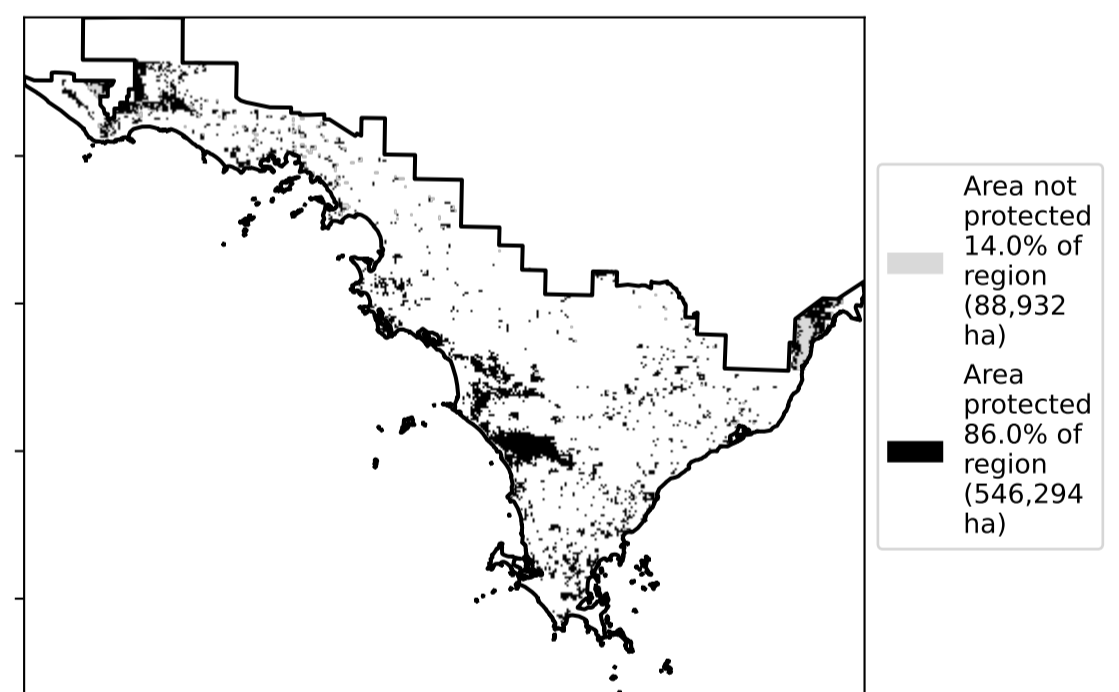 Area not
protected
14.0% of
region
(88,932
ha)
Area
protected
86.0% of
region
(546,294
ha)